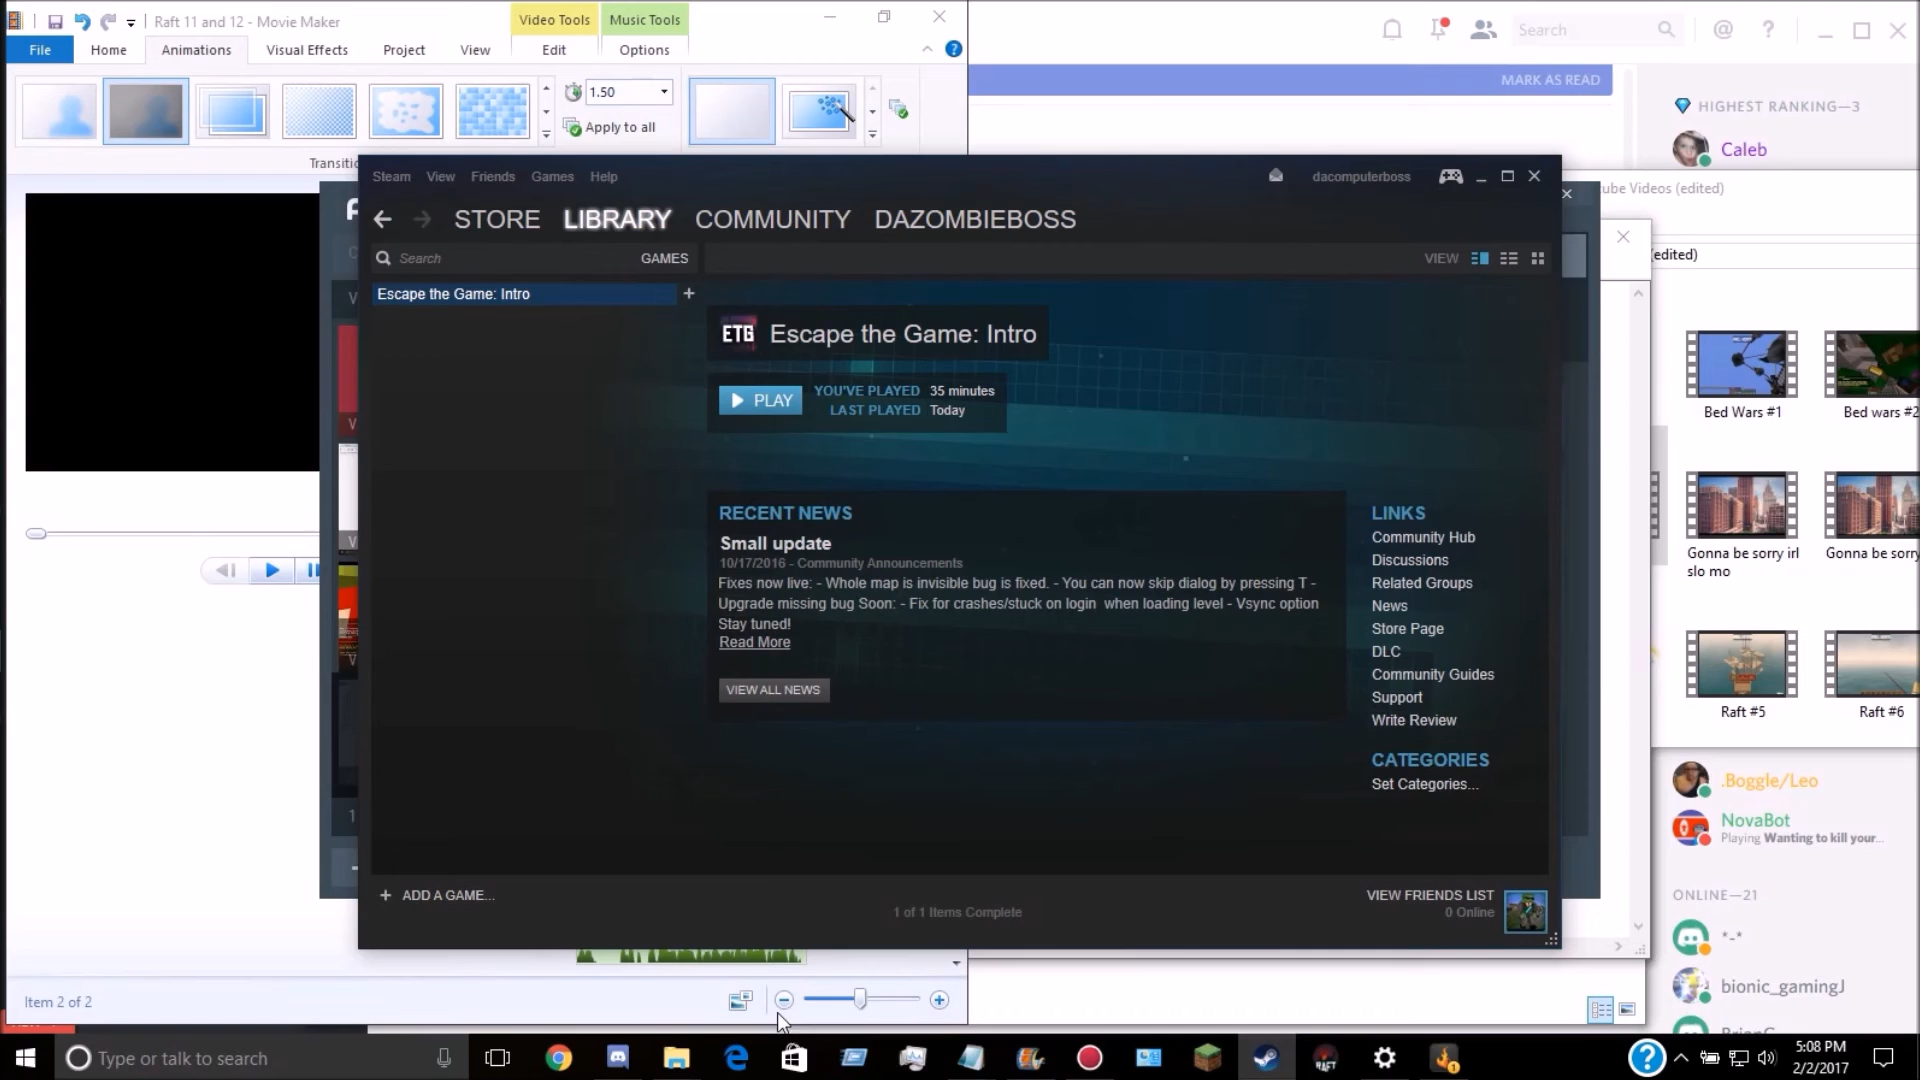 Raft 11 and 12 - Movie Maker
Video Tools
Music Tools
File
Home
Animations
Visual Effects
Project
View
Edit
Options
1.50
Apply to all
Item 2 of 2
Search
MARK AS READ
HIGHEST RANKING—3
Caleb
Steam
View
Friends
Games
Help
dacomputerboss
STORE
LIBRARY
COMMUNITY
DAZOMBIEBOSS
Search
GAMES
VIEW
Escape the Game: Intro
ETG
Escape the Game: Intro
PLAY
YOU'VE PLAYED 35 minutes
LAST PLAYED Today
RECENT NEWS
Small update
10/17/2016 - Community Announcements
Fixes now live: - Whole map is invisible bug is fixed. - You can now skip dialog by pressing T -
Upgrade missing bug Soon: - Fix for crashes/stuck on login when loading level - Vsync option
Stay tuned!
Read More
VIEW ALL NEWS
LINKS
Community Hub
Discussions
Related Groups
News
Store Page
DLC
Community Guides
Support
Write Review
CATEGORIES
Set Categories...
ADD A GAME...
1 of 1 Items Complete
VIEW FRIENDS LIST
0 Online
Videos (edited)
(edited)
Bed Wars #1
Bed wars #2
Gonna be sorry irl
slo mo
Gonna be sorry
Raft #5
Raft #6
.Boggle/Leo
NovaBot
Playing Wanting to kill your...
ONLINE—21
*-*
bionic_gamingJ
Type or talk to search
RAFT
5:08 PM
2/2/2017